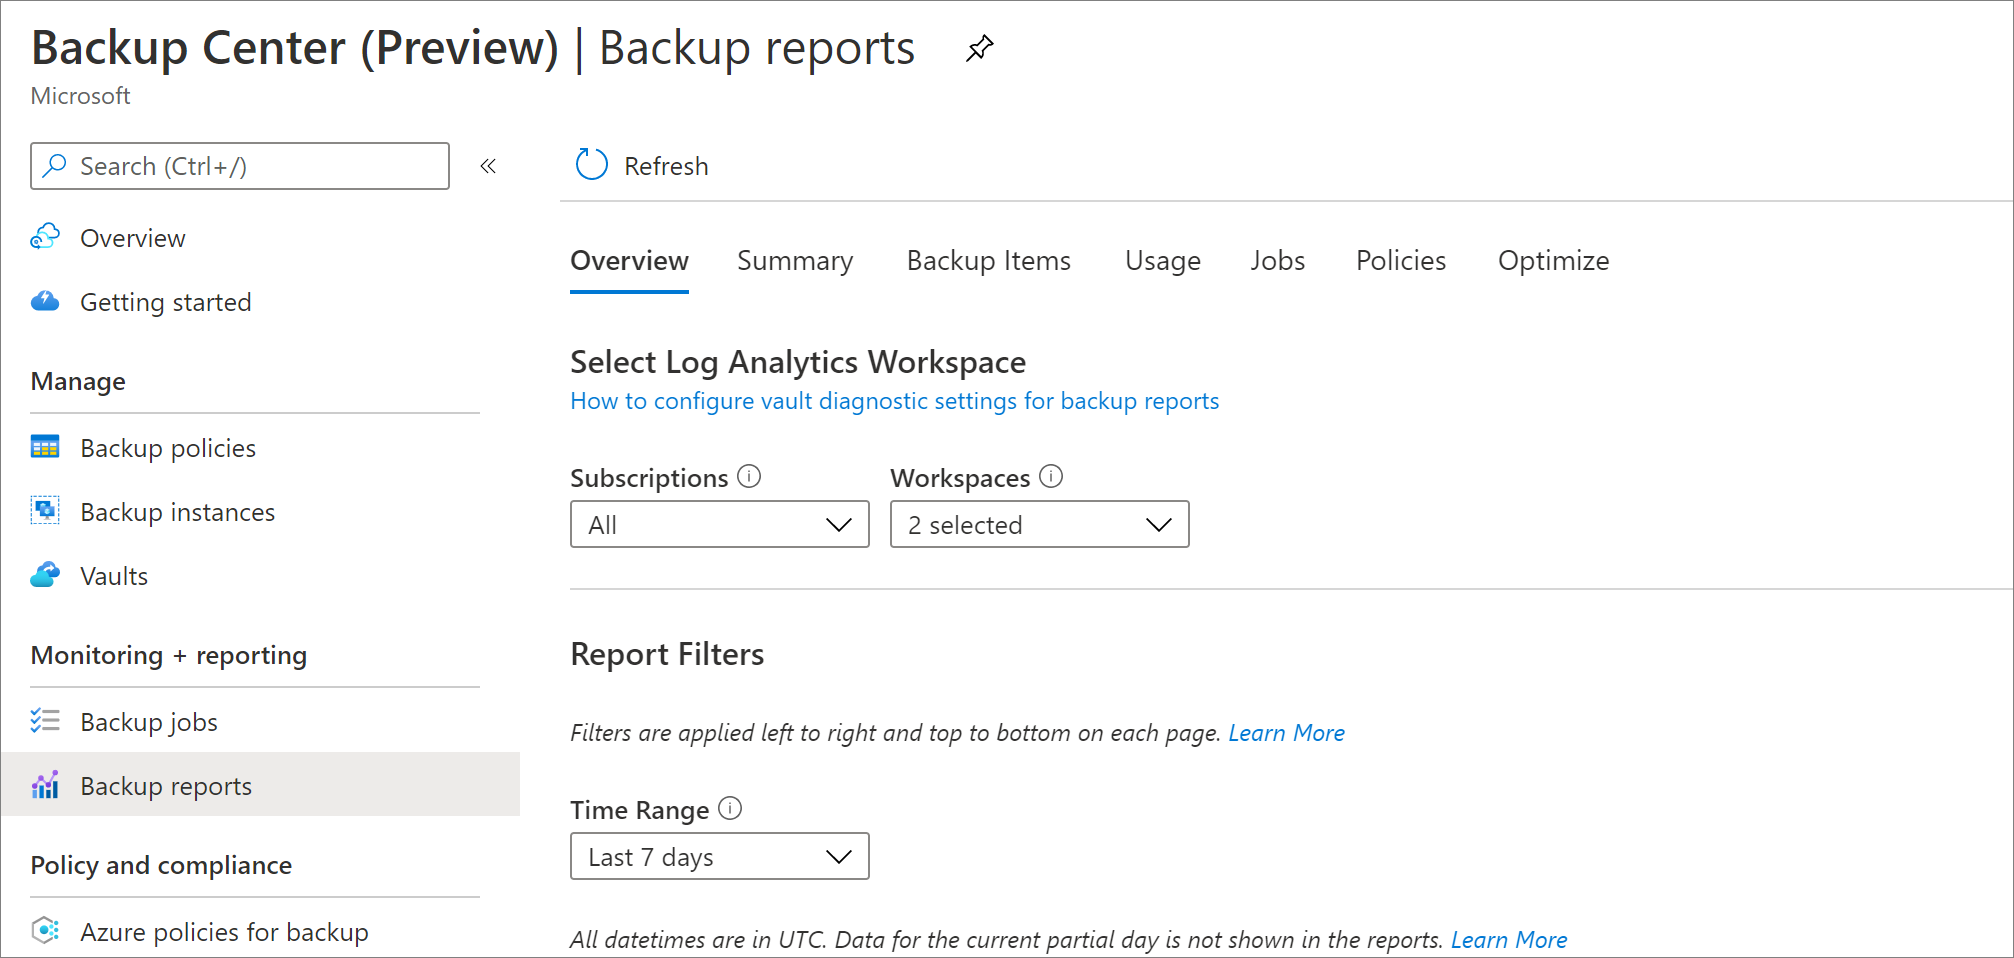 Backup Center (Preview) | Backup reports
Microsoft
Search (Ctrl+/)
«
Overview
Getting started
Manage
Backup policies
Backup instances
Vaults
Monitoring + reporting
Backup jobs
Backup reports
Policy and compliance
Azure policies for backup
Refresh
Overview Summary Backup Items Usage Jobs Policies Optimize
Select Log Analytics Workspace
How to configure vault diagnostic settings for backup reports
Subscriptions Workspaces
All 2 selected
Report Filters
Filters are applied left to right and top to bottom on each page. Learn More
Time Range
Last 7 days
All datetimes are in UTC. Data for the current partial day is not shown in the reports. Learn More